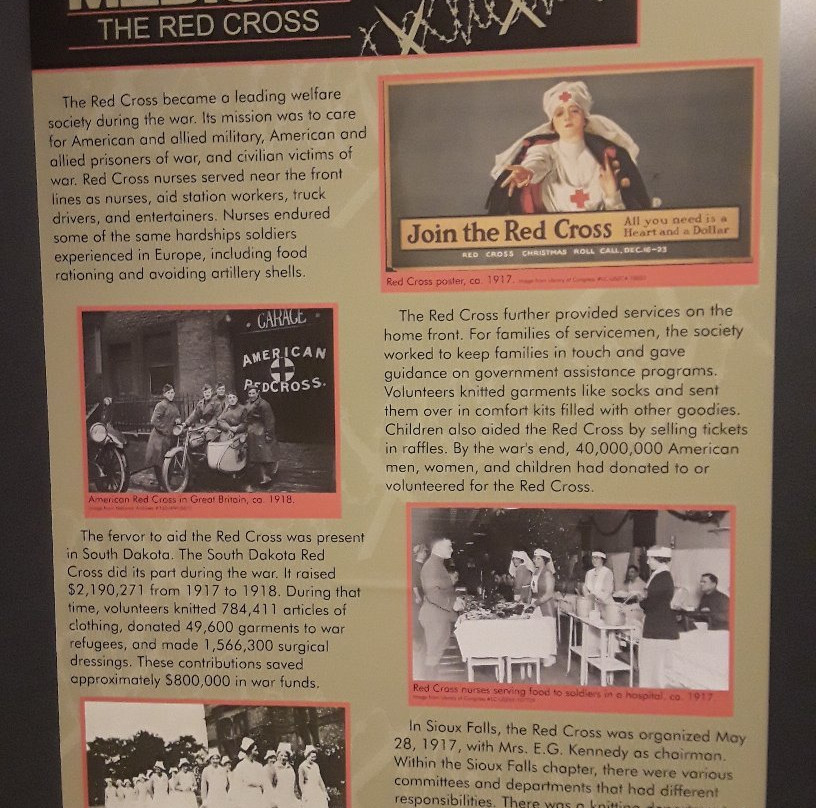 THE RED CROSS
The Red Cross became a leading welfare
society during the war. Its mission was to care
for American and allied military, American and
allied prisoners of war, and civilian victims of
war. Red Cross nurses served near the front
lines as nurses, aid station workers, truck
drivers, and entertainers. Nurses endured
some of the same hardships soldiers
experienced in Europe, including food
rationing and avoiding artillery shells.
GARAGE
AMERICAN
REDCROSS.
American Red Cross in Great Britain, ca. 1918.
The fervor to aid the Red Cross was present
in South Dakota. The South Dakota Red
Cross did its part during the war. It raised
$2,190,271 from 1917 to 1918. During that
time, volunteers knitted 784,411 articles of
clothing, donated 49,600 garments to war
refugees, and made 1,566,300 surgical
dressings. These contributions saved
approximately $800,000 in war funds.
Join the Red Cross
All you need is a
Heart and a Dollar
RED CROSS CHRISTMAS ROLL CALL, DEC. 16-23
Red Cross poster, ca. 1917.
The Red Cross further provided services on the
home front. For families of servicemen, the society
worked to keep families in touch and gave
guidance on government assistance programs.
Volunteers knitted garments like socks and sent
them over in comfort kits filled with other goodies.
Children also aided the Red Cross by selling tickets
in raffles. By the war's end, 40,000,000 American
men, women, and children had donated to or
volunteered for the Red Cross.
Red Cross nurses serving food to soldiers in a hospital, ca. 1917.
In Sioux Falls, the Red Cross was organized May
28, 1917, with Mrs. E.G. Kennedy as chairman.
Within the Sioux Falls chapter, there were various
committees and departments that had different
responsibilities. There was a knitting